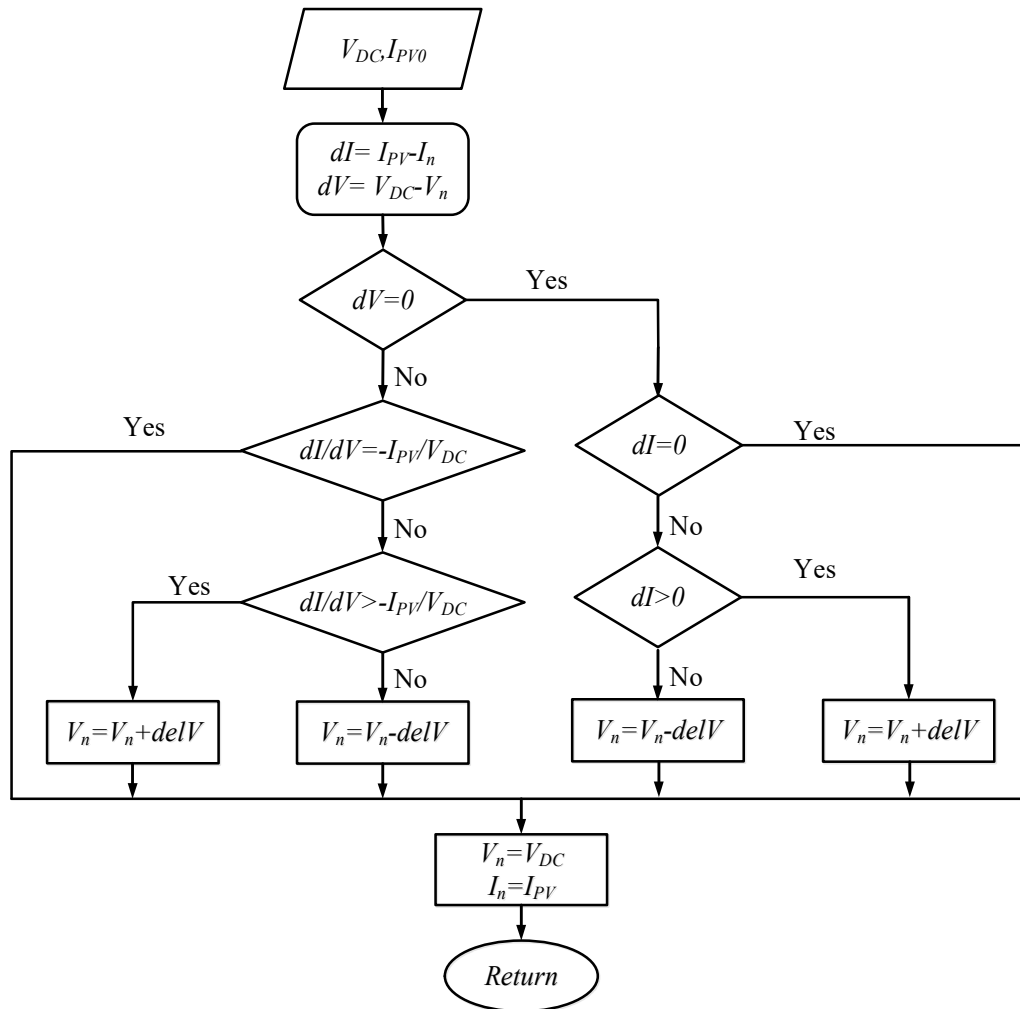 V_DC,I_PV0
dI= I_PV-I_n
dV= V_DC-V_n
dV=0
Yes
No
Yes
dI/dV=-I_PV/V_DC
dI=0
Yes
No
No
Yes
dI/dV>-I_PV/V_DC
dI>0
Yes
No
No
V_n=V_n+delV
V_n=V_n-delV
V_n=V_n-delV
V_n=V_n+delV
V_n=V_DC
I_n=I_PV
Return